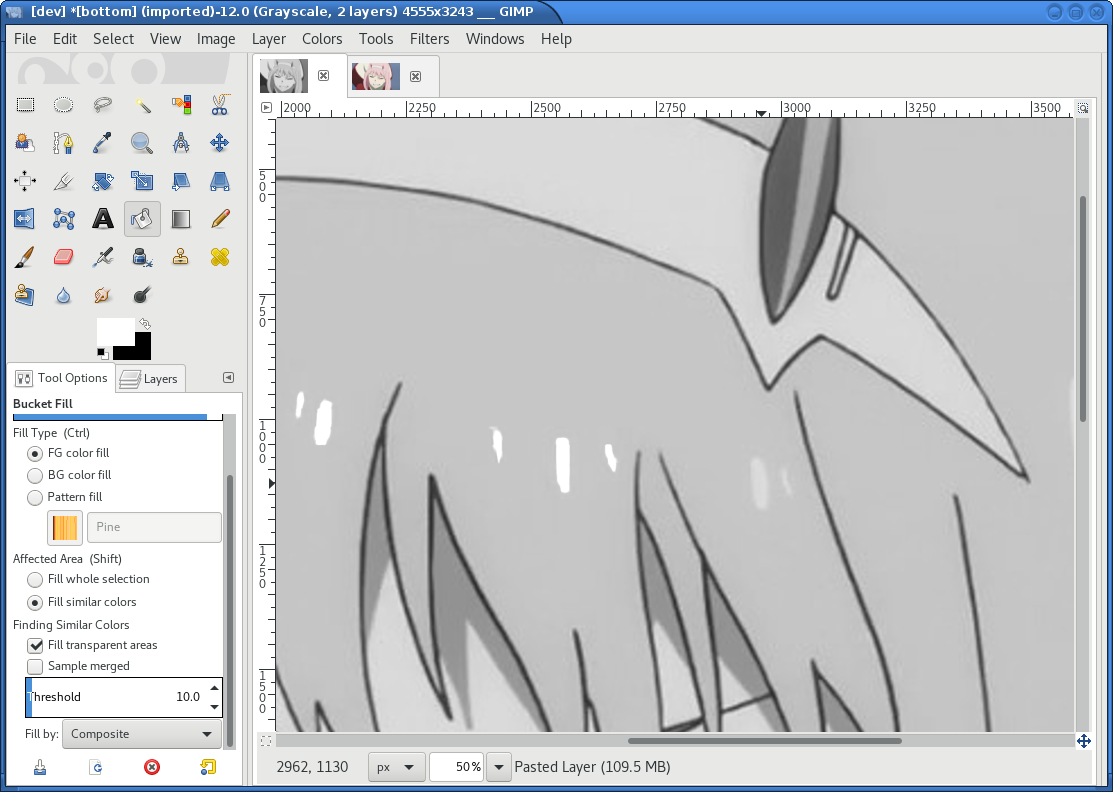 [dev] *[bottom] (imported)-12.0 (Grayscale, 2 layers) 4555x3243 __ GIMP
File Edit Select View Image Layer Colors Tools Filters Windows Help
2000 2250 2500 2750 3000 3250 3500
500
750
1000
1250
1500
Tool Options Layers
Bucket Fill
Fill Type (Ctrl)
FG color fill
BG color fill
Pattern fill
Pine
Affected Area (Shift)
Fill whole selection
Fill similar colors
Finding Similar Colors
Fill transparent areas
Sample merged
Threshold 10.0
Fill by: Composite
2962, 1130 px 50% Pasted Layer (109.5 MB)